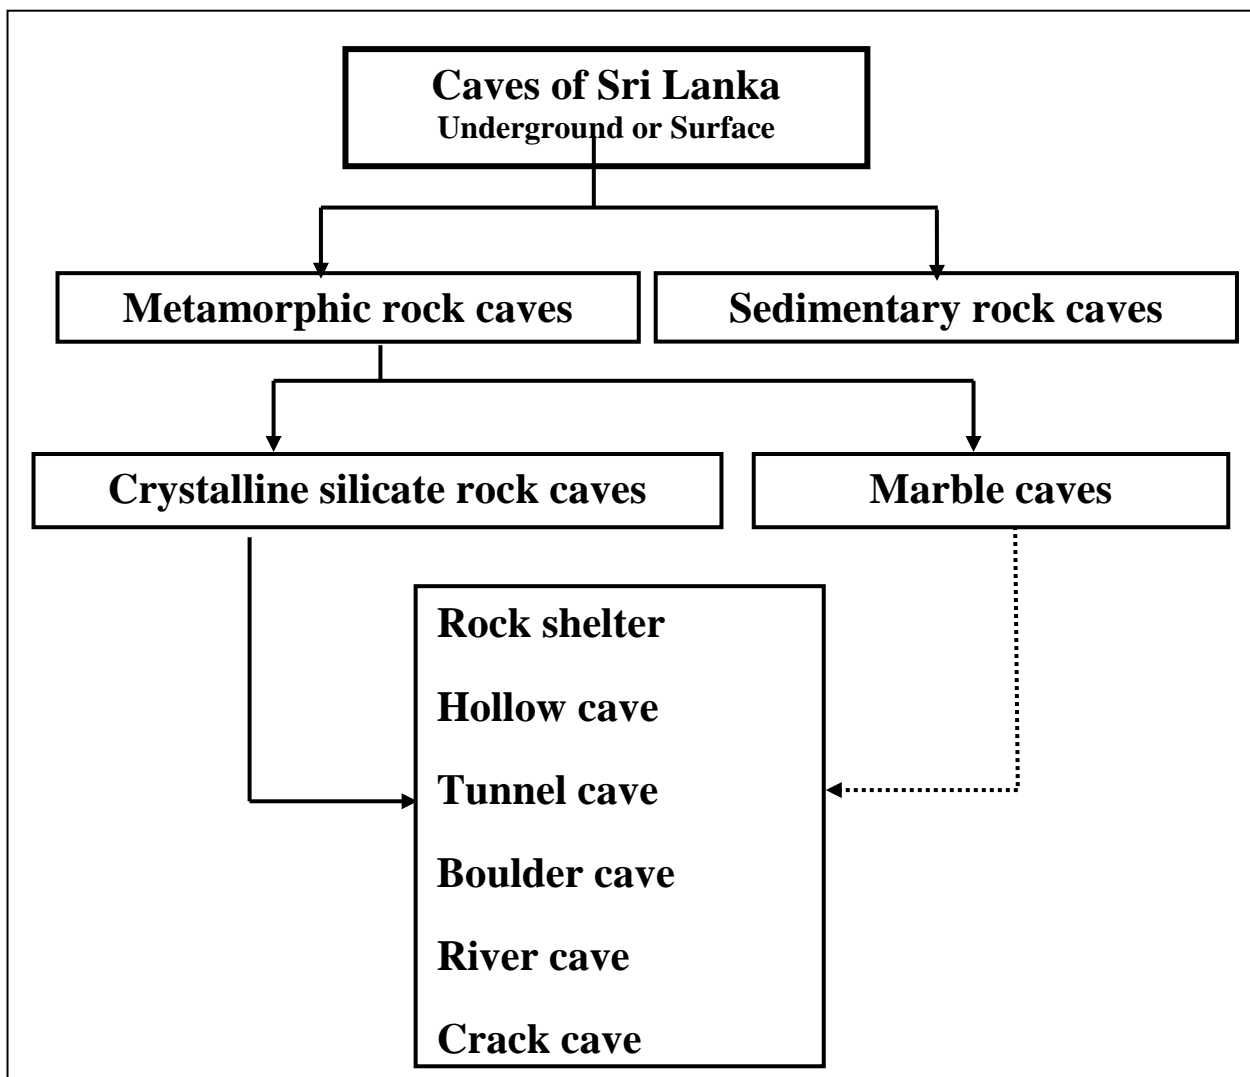 Caves of Sri Lanka
Underground or Surface
Metamorphic rock caves
Sedimentary rock caves
Crystalline silicate rock caves
Marble caves
Rock shelter
Hollow cave
Tunnel cave
Boulder cave
River cave
Crack cave